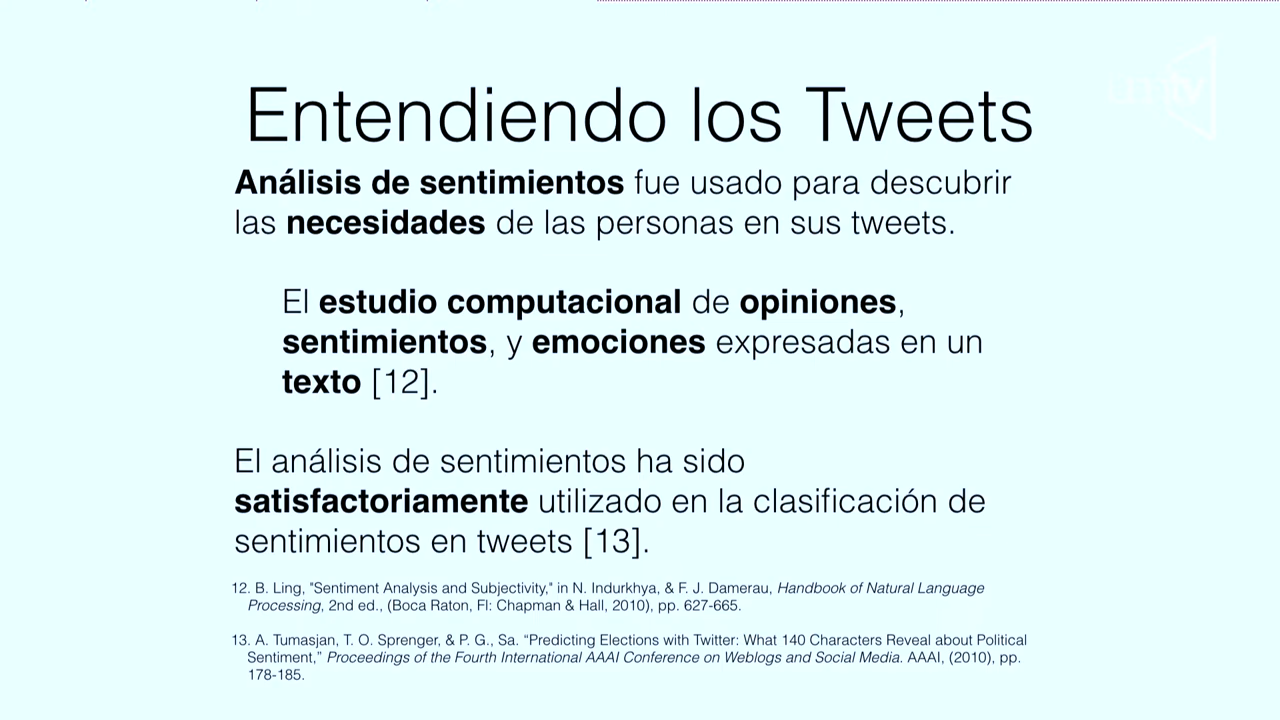 Entendiendo los Tweets
Análisis de sentimientos fue usado para descubrir
las necesidades de las personas en sus tweets.
El estudio computacional de opiniones,
sentimientos, y emociones expresadas en un
texto [12].
El análisis de sentimientos ha sido
satisfactoriamente utilizado en la clasificación de
sentimientos en tweets [13].
12. B. Ling, "Sentiment Analysis and Subjectivity," in N. Indurkhya, & F. J. Damerau, Handbook of Natural Language
Processing, 2nd ed., (Boca Raton, Fl: Chapman & Hall, 2010), pp. 627-665.
13. A. Tumasjan, T. O. Sprenger, & P. G., Sa. “Predicting Elections with Twitter: What 140 Characters Reveal about Political
Sentiment,” Proceedings of the Fourth International AAAI Conference on Weblogs and Social Media. AAAI, (2010), pp.
178-185.